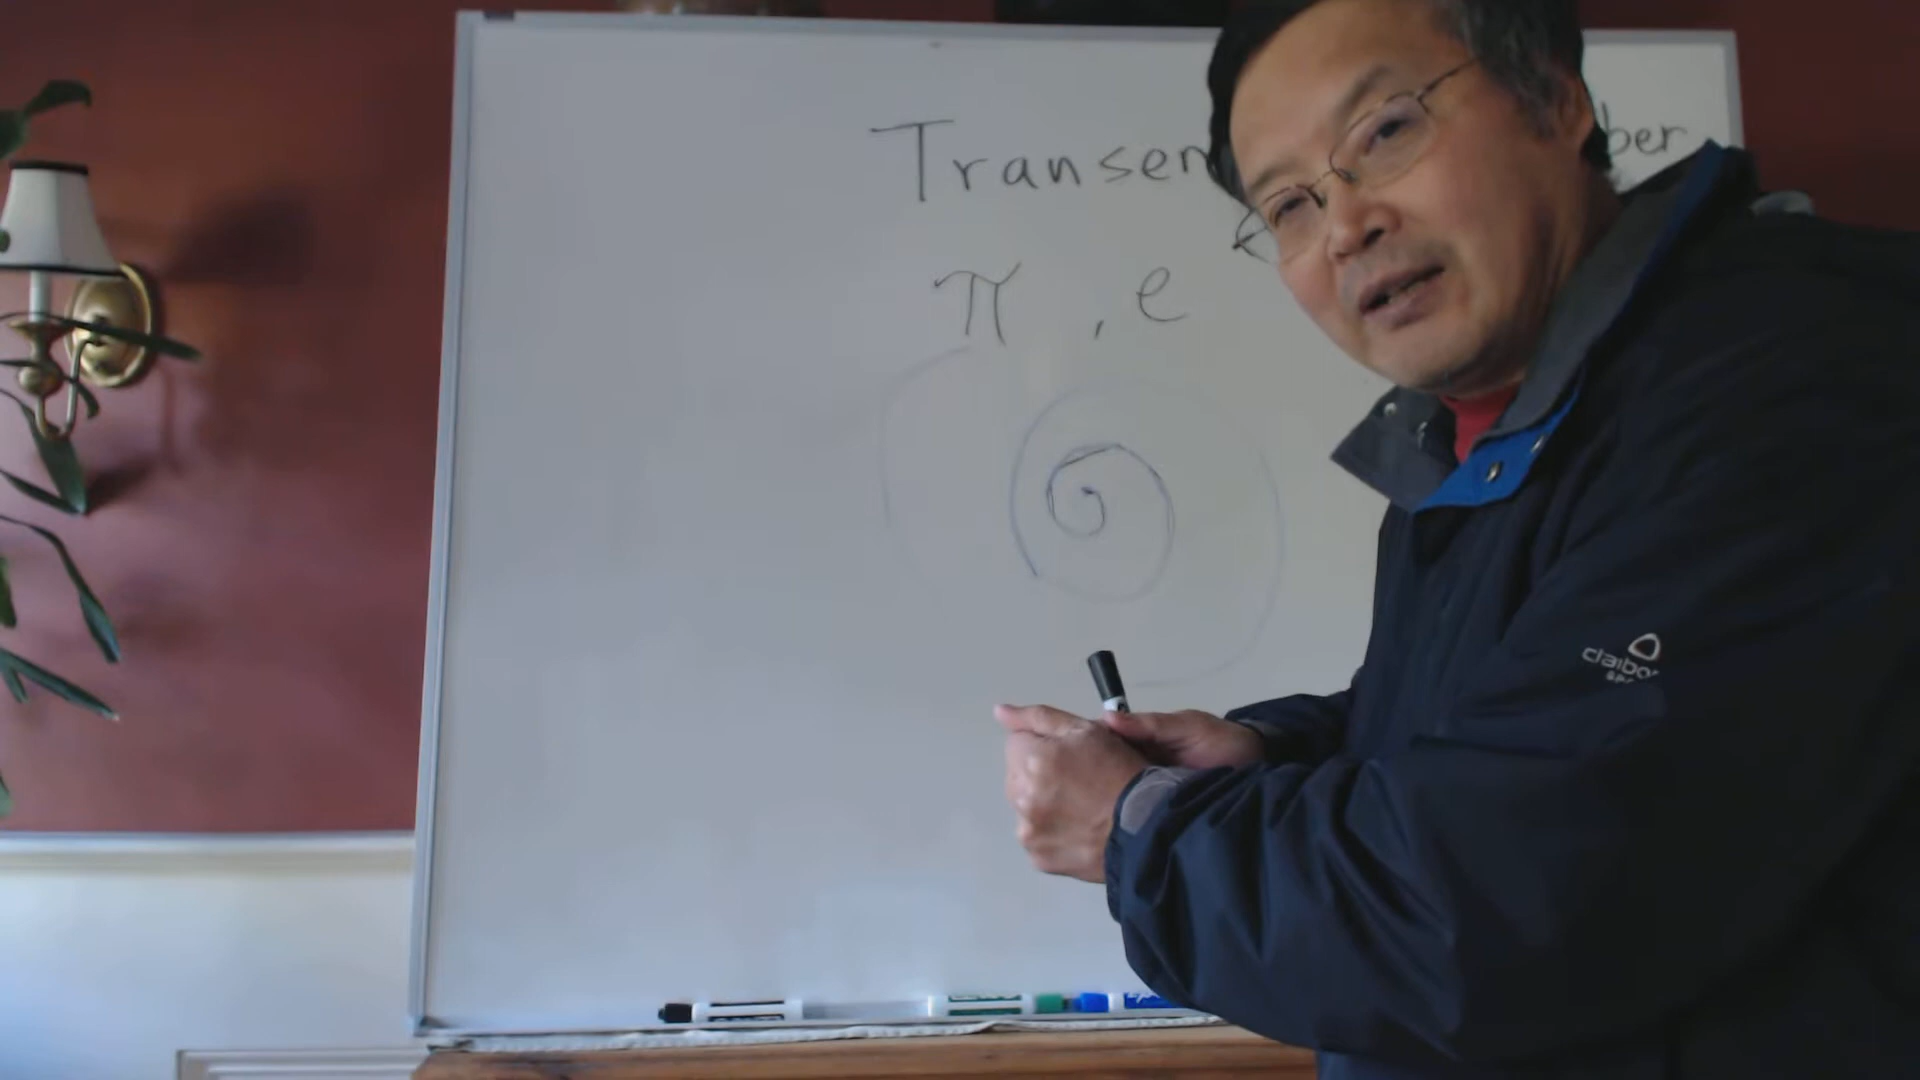 Transen ber
π , e